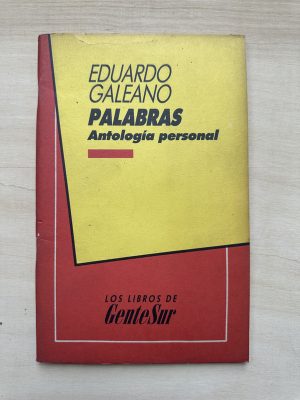 EDUARDO
GALEANO
PALABRAS
Antología personal
LOS LIBROS DE
GenteSur